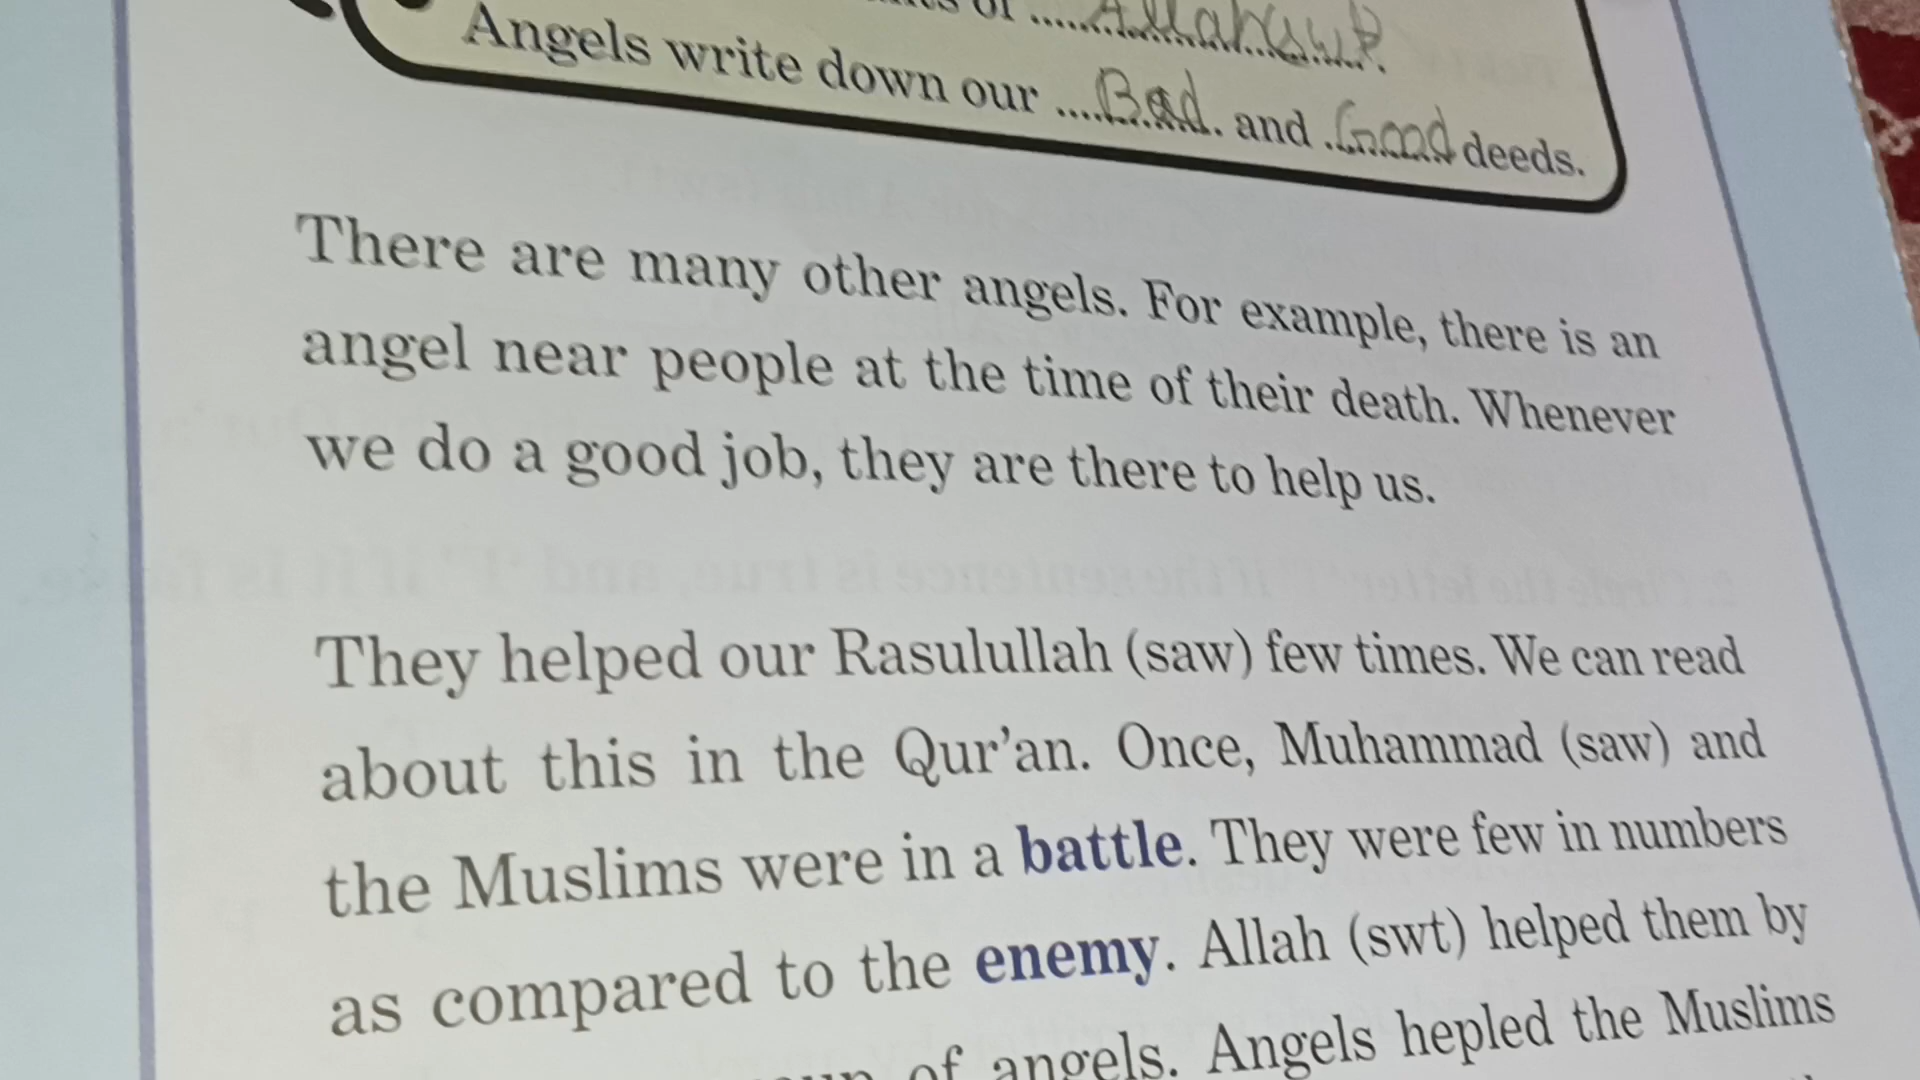 of ......Allah swt.
Angels write down our ....Bad. and .Good deeds.
There are many other angels. For example, there is an
angel near people at the time of their death. Whenever
we do a good job, they are there to help us.
They helped our Rasulullah (saw) few times. We can read
about this in the Qur'an. Once, Muhammad (saw) and
the Muslims were in a battle. They were few in numbers
as compared to the enemy. Allah (swt) helped them by
of angels. Angels hepled the Muslims